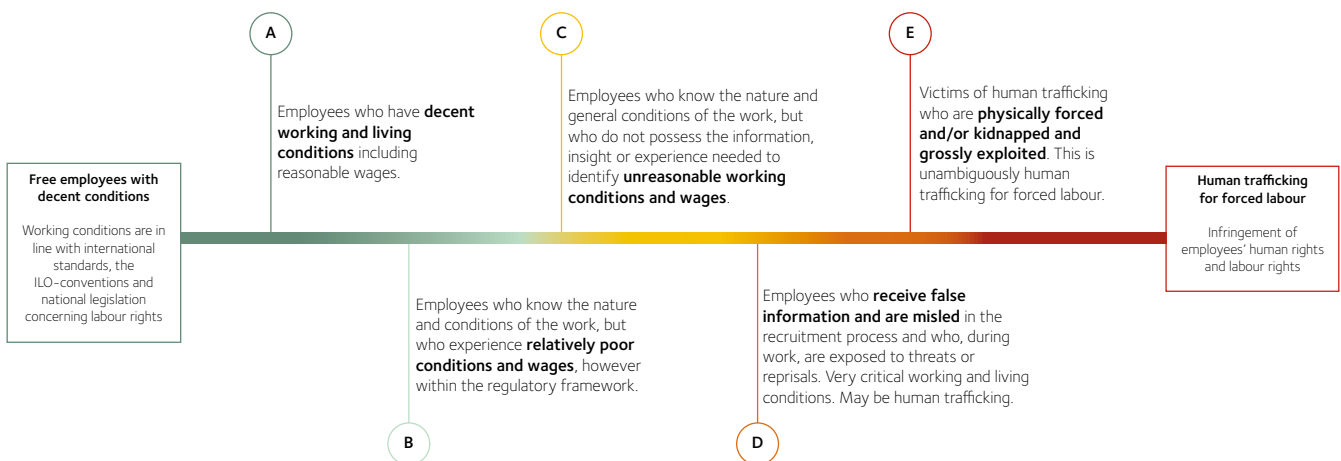 A
C
E
Employees who have decent
working and living
conditions including
reasonable wages.
Employees who know the nature and
general conditions of the work, but
who do not possess the information,
insight or experience needed to
identify unreasonable working
conditions and wages.
Victims of human trafficking
who are physically forced
and/or kidnapped and
grossly exploited. This is
unambiguously human
trafficking for forced labour.
Free employees with
decent conditions
Working conditions are in
line with international
standards, the
ILO-conventions and
national legislation
concerning labour rights
Human trafficking
for forced labour
Infringement of
employees’ human rights
and labour rights
Employees who know the nature
and conditions of the work, but
who experience relatively poor
conditions and wages, however
within the regulatory framework.
Employees who receive false
information and are misled in the
recruitment process and who, during
work, are exposed to threats or
reprisals. Very critical working and living
conditions. May be human trafficking.
B
D